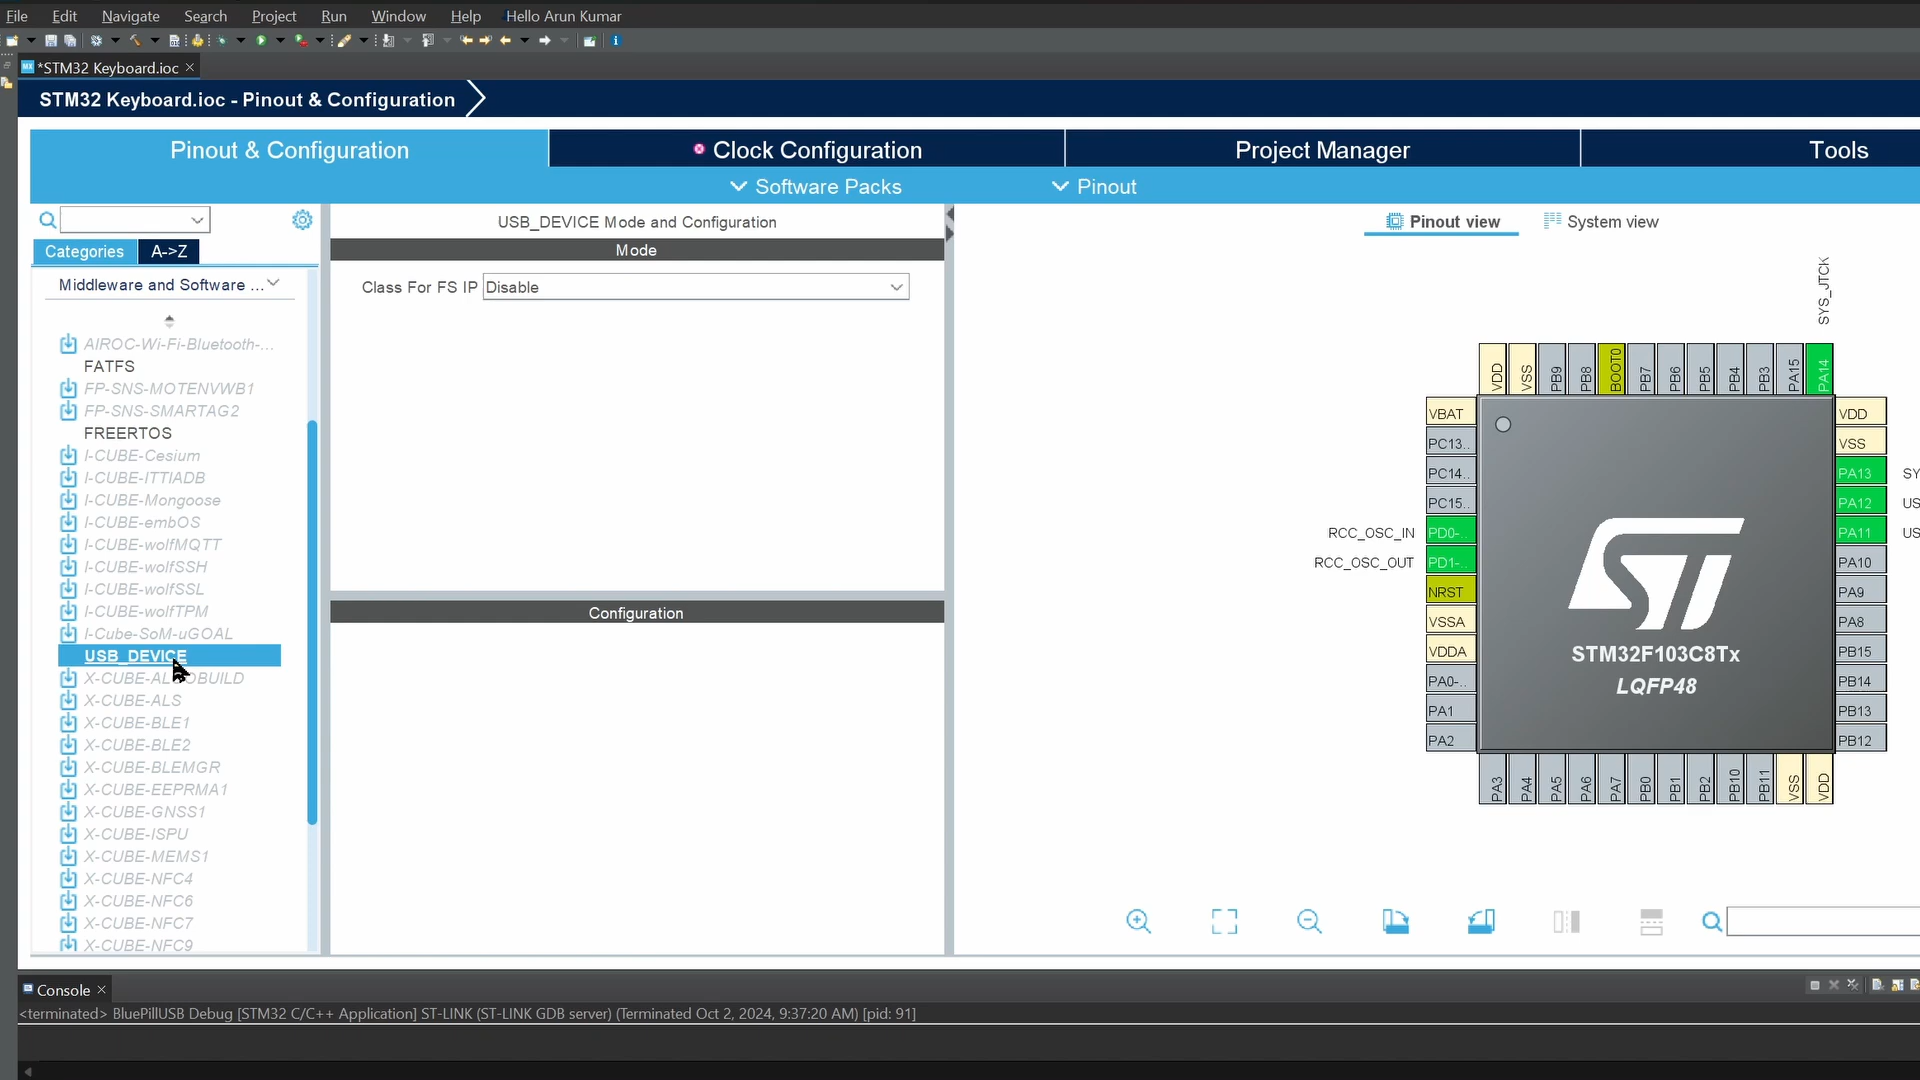 File Edit Navigate Search Project Run Window Help Hello Arun Kumar
*STM32 Keyboard.ioc
STM32 Keyboard.ioc - Pinout & Configuration
Pinout & Configuration
Clock Configuration
Project Manager
Tools
Software Packs
Pinout
Categories
A->Z
Middleware and Software ...
AIROC-Wi-Fi-Bluetooth-...
FATFS
FP-SNS-MOTENVWB1
FP-SNS-SMARTAG2
FREERTOS
I-CUBE-Cesium
I-CUBE-ITTIADB
I-CUBE-Mongoose
I-CUBE-embOS
I-CUBE-wolfMQTT
I-CUBE-wolfSSH
I-CUBE-wolfSSL
I-CUBE-wolfTPM
I-Cube-SoM-uGOAL
USB_DEVICE
X-CUBE-ALS
X-CUBE-BLE1
X-CUBE-BLE2
X-CUBE-BLEMGR
X-CUBE-EEPRMA1
X-CUBE-GNSS1
X-CUBE-ISPU
X-CUBE-MEMS1
X-CUBE-NFC4
X-CUBE-NFC6
X-CUBE-NFC7
X-CUBE-NFC9
USB_DEVICE Mode and Configuration
Mode
Class For FS IP Disable
Configuration
Pinout view
System view
SYS_JTCK
VDD
VSS
PB9
PB8
BOOT0
PB7
PB6
PB5
PB4
PB3
PA15
PA14
VBAT
PC13..
PC14..
PC15..
RCC_OSC_IN PD0-..
RCC_OSC_OUT PD1-..
NRST
VSSA
VDDA
PA0-..
PA1
PA2
ST
STM32F103C8Tx
LQFP48
VDD
VSS
PA13 SY
PA12 US
PA11 US
PA10
PA9
PA8
PB15
PB14
PB13
PB12
PA3
PA4
PA5
PA6
PA7
PB0
PB1
PB2
PB10
PB11
VSS
VDD
Console
<terminated> BluePillUSB Debug [STM32 C/C++ Application] ST-LINK (ST-LINK GDB server) (Terminated Oct 2, 2024, 9:37:20 AM) [pid: 91]